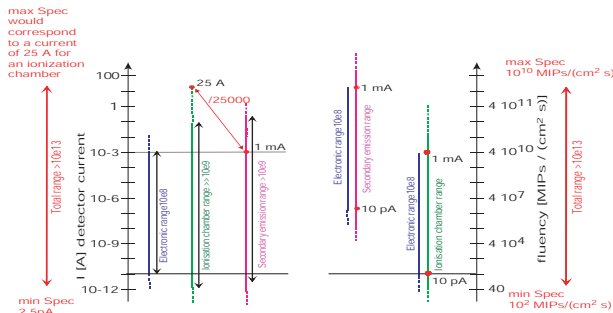 max Spec
would
correspond
to a current
of 25 A for
an ionization
chamber
Total range >10e13
min Spec
2.5pA
I [A] detector current
100
1
10-3
10-6
10-9
10-12
25 A
/25000
1 mA
Electronic range10e8
Ionisation chamber range >> 10e9
Secondary emission range >10e9
Electronic range10e8
Secondary emission range
1 mA
10 pA
Electronic range10e8
Ionisation chamber range
1 mA
10 pA
max Spec
10¹⁰ MIPs/(cm² s)
4 10¹¹
4 10¹⁰
4 10⁷
4 10⁴
40
fluency [MIPs / (cm² s)]
Total range >10e13
min Spec
10² MIPs/(cm² s)